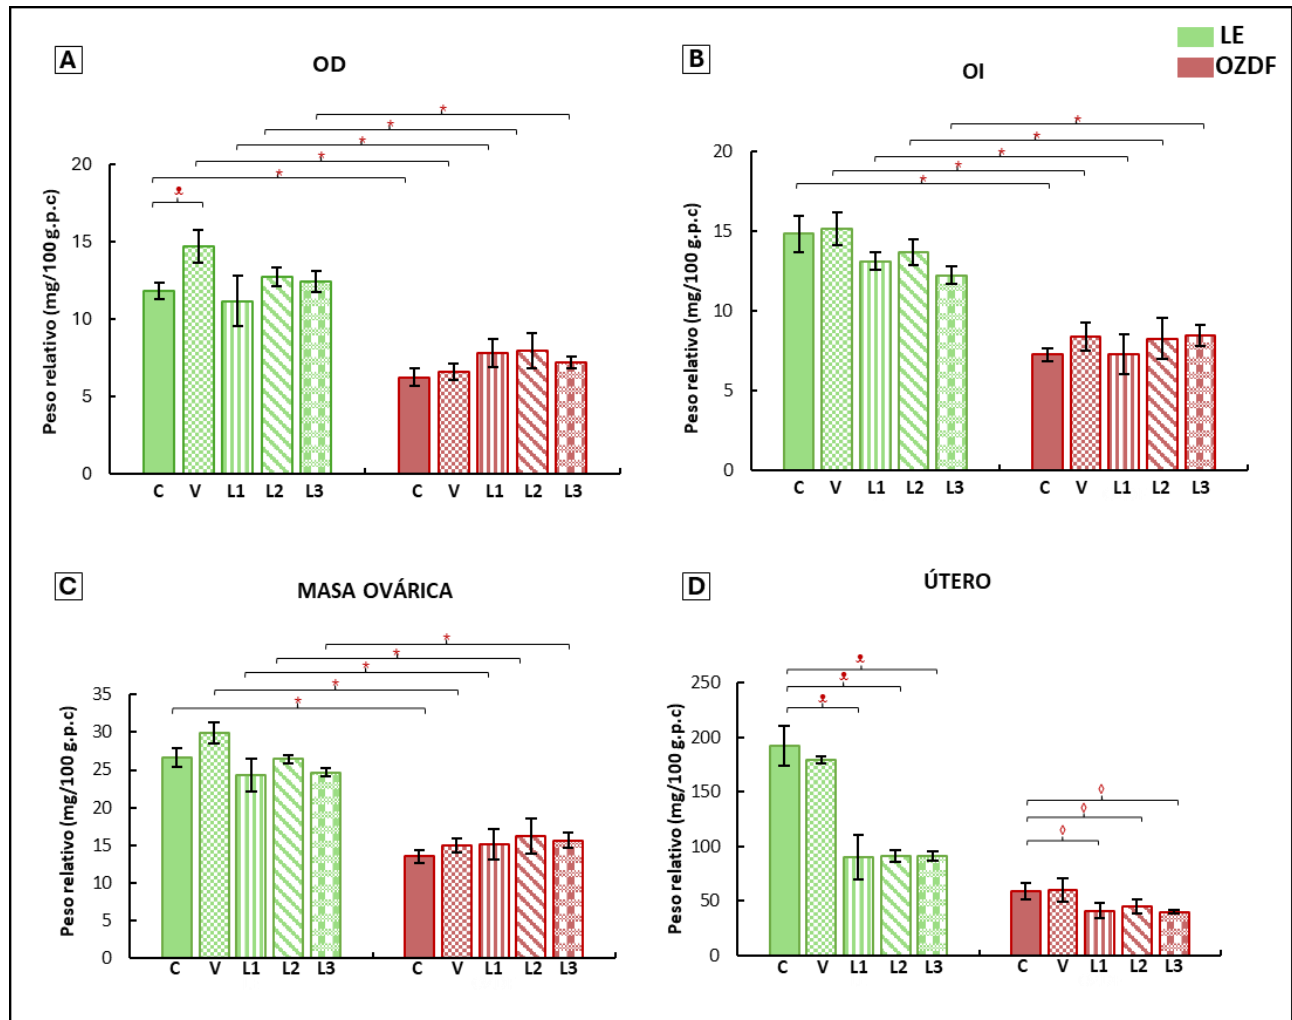 LE
OZDF
A
OD
Peso relativo (mg/100 g.p.c)
20
15
10
5
0
C V L1 L2 L3 C V L1 L2 L3
* * * * *
B
OI
Peso relativo (mg/100 g.p.c)
20
15
10
5
0
C V L1 L2 L3 C V L1 L2 L3
* * * * *
C
MASA OVÁRICA
Peso relativo (mg/100 g.p.c)
35
30
25
20
15
10
5
0
C V L1 L2 L3 C V L1 L2 L3
* * * * *
D
ÚTERO
Peso relativo (mg/100 g.p.c)
250
200
150
100
50
0
C V L1 L2 L3 C V L1 L2 L3
◊ ◊ ◊